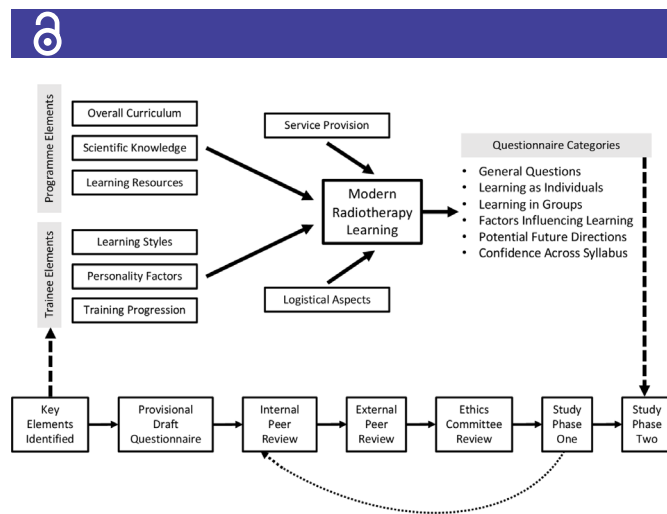 Programme Elements
Overall Curriculum
Scientific Knowledge
Learning Resources
Trainee Elements
Learning Styles
Personality Factors
Training Progression
Service Provision
Modern
Radiotherapy
Learning
Logistical Aspects
Questionnaire Categories
• General Questions
• Learning as Individuals
• Learning in Groups
• Factors Influencing Learning
• Potential Future Directions
• Confidence Across Syllabus
Key
Elements
Identified
Provisional
Draft
Questionnaire
Internal
Peer
Review
External
Peer
Review
Ethics
Committee
Review
Study
Phase
One
Study
Phase
Two